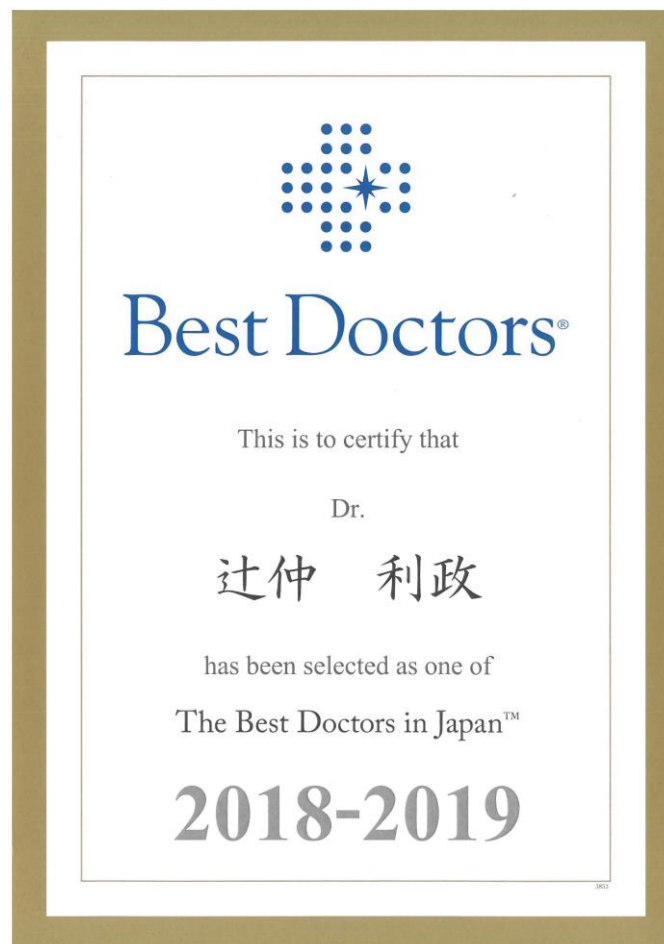 Best Doctors®
This is to certify that
Dr.
辻仲　利政
has been selected as one of
The Best Doctors in Japan™
2018-2019